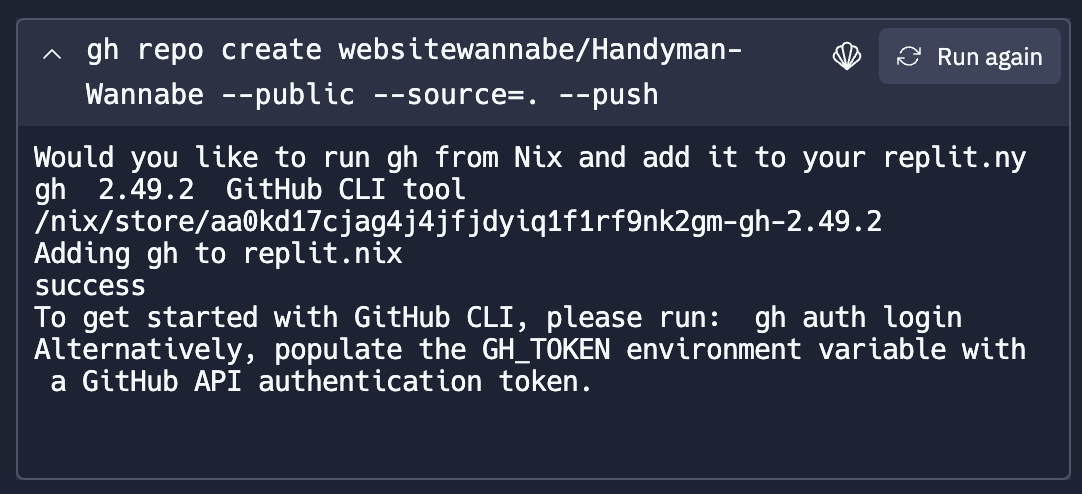 gh repo create websitewannabe/Handyman-
Wannabe --public --source=. --push
Run again
Would you like to run gh from Nix and add it to your replit.ny
gh  2.49.2  GitHub CLI tool
/nix/store/aa0kd17cjag4j4jfjdyiq1f1rf9nk2gm-gh-2.49.2
Adding gh to replit.nix
success
To get started with GitHub CLI, please run:  gh auth login
Alternatively, populate the GH_TOKEN environment variable with
 a GitHub API authentication token.